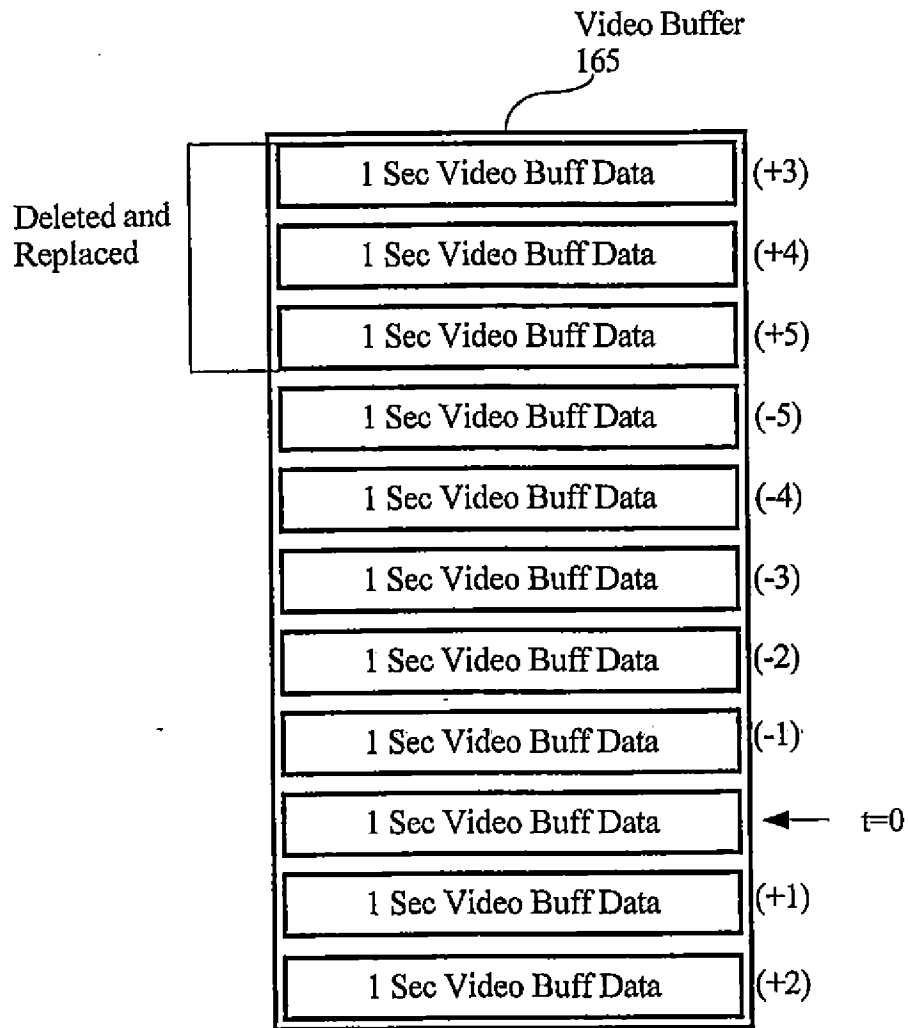 Video Buffer
165
1 Sec Video Buff Data (+3)
Deleted and
Replaced
1 Sec Video Buff Data (+4)
1 Sec Video Buff Data (+5)
1 Sec Video Buff Data (-5)
1 Sec Video Buff Data (-4)
1 Sec Video Buff Data (-3)
1 Sec Video Buff Data (-2)
1 Sec Video Buff Data (-1)
1 Sec Video Buff Data t=0
1 Sec Video Buff Data (+1)
1 Sec Video Buff Data (+2)